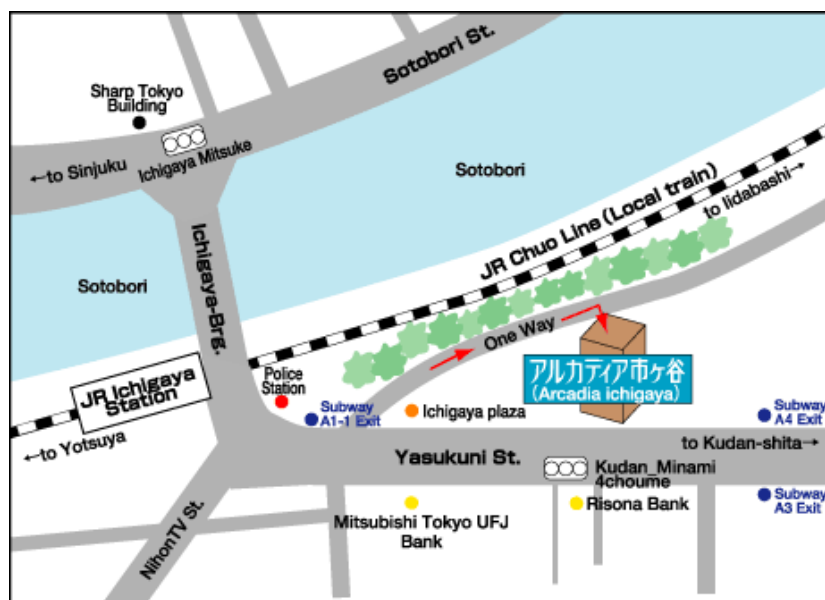 Sotobori St.
Sharp Tokyo
Building
Ichigaya Mitsuke
←to Sinjuku
Sotobori
Ichigaya-Brg.
JR Chuo Line (Local train)
to Iidabashi→
Sotobori
One Way
Police
Station
JR Ichigaya
Station
アルカディア市ヶ谷
(Arcadia ichigaya)
Subway
A1-1 Exit
Ichigaya plaza
Subway
A4 Exit
←to Yotsuya
Yasukuni St.
to Kudan-shita→
Kudan_Minami
4choume
NihonTV St.
Mitsubishi Tokyo UFJ
Bank
Risona Bank
Subway
A3 Exit